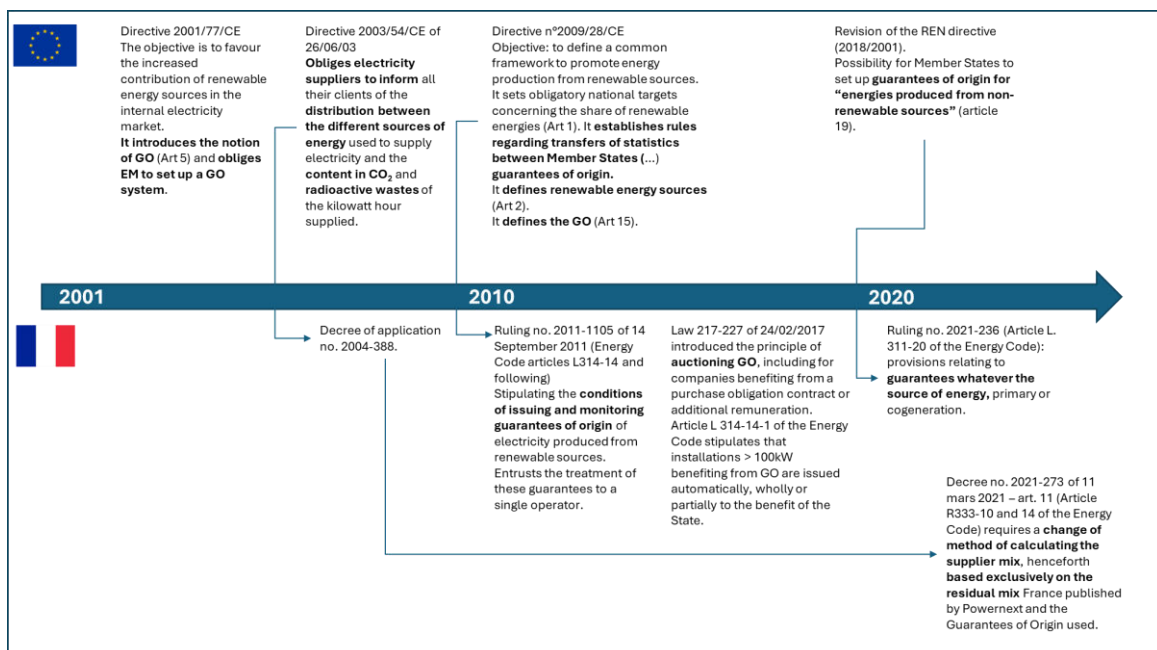 Directive 2001/77/CE
The objective is to favour
the increased
contribution of renewable
energy sources in the
internal electricity
market.
It introduces the notion
of GO (Art 5) and obliges
EM to set up a GO
system.
Directive 2003/54/CE of
26/06/03
Obliges electricity
suppliers to inform all
their clients of the
distribution between
the different sources of
energy used to supply
electricity and the
content in CO2 and
radioactive wastes of
the kilowatt hour
supplied.
Directive n°2009/28/CE
Objective: to define a common
framework to promote energy
production from renewable sources.
It sets obligatory national targets
concerning the share of renewable
energies (Art 1). It establishes rules
regarding transfers of statistics
between Member States (...)
guarantees of origin.
It defines renewable energy sources
(Art 2).
It defines the GO (Art 15).
Revision of the REN directive
(2018/2001).
Possibility for Member States to
set up guarantees of origin for
“energies produced from non-
renewable sources” (article
19).
2001
2010
2020
Decree of application
no. 2004-388.
Ruling no. 2011-1105 of 14
September 2011 (Energy
Code articles L314-14 and
following)
Stipulating the conditions
of issuing and monitoring
guarantees of origin of
electricity produced from
renewable sources.
Entrusts the treatment of
these guarantees to a
single operator.
Law 217-227 of 24/02/2017
introduced the principle of
auctioning GO, including for
companies benefiting from a
purchase obligation contract or
additional remuneration.
Article L 314-14-1 of the Energy
Code stipulates that
installations > 100kW
benefiting from GO are issued
automatically, wholly or
partially to the benefit of the
State.
Ruling no. 2021-236 (Article L.
311-20 of the Energy Code):
provisions relating to
guarantees whatever the
source of energy, primary or
cogeneration.
Decree no. 2021-273 of 11
mars 2021 – art. 11 (Article
R333-10 and 14 of the Energy
Code) requires a change of
method of calculating the
supplier mix, henceforth
based exclusively on the
residual mix France published
by Powernext and the
Guarantees of Origin used.